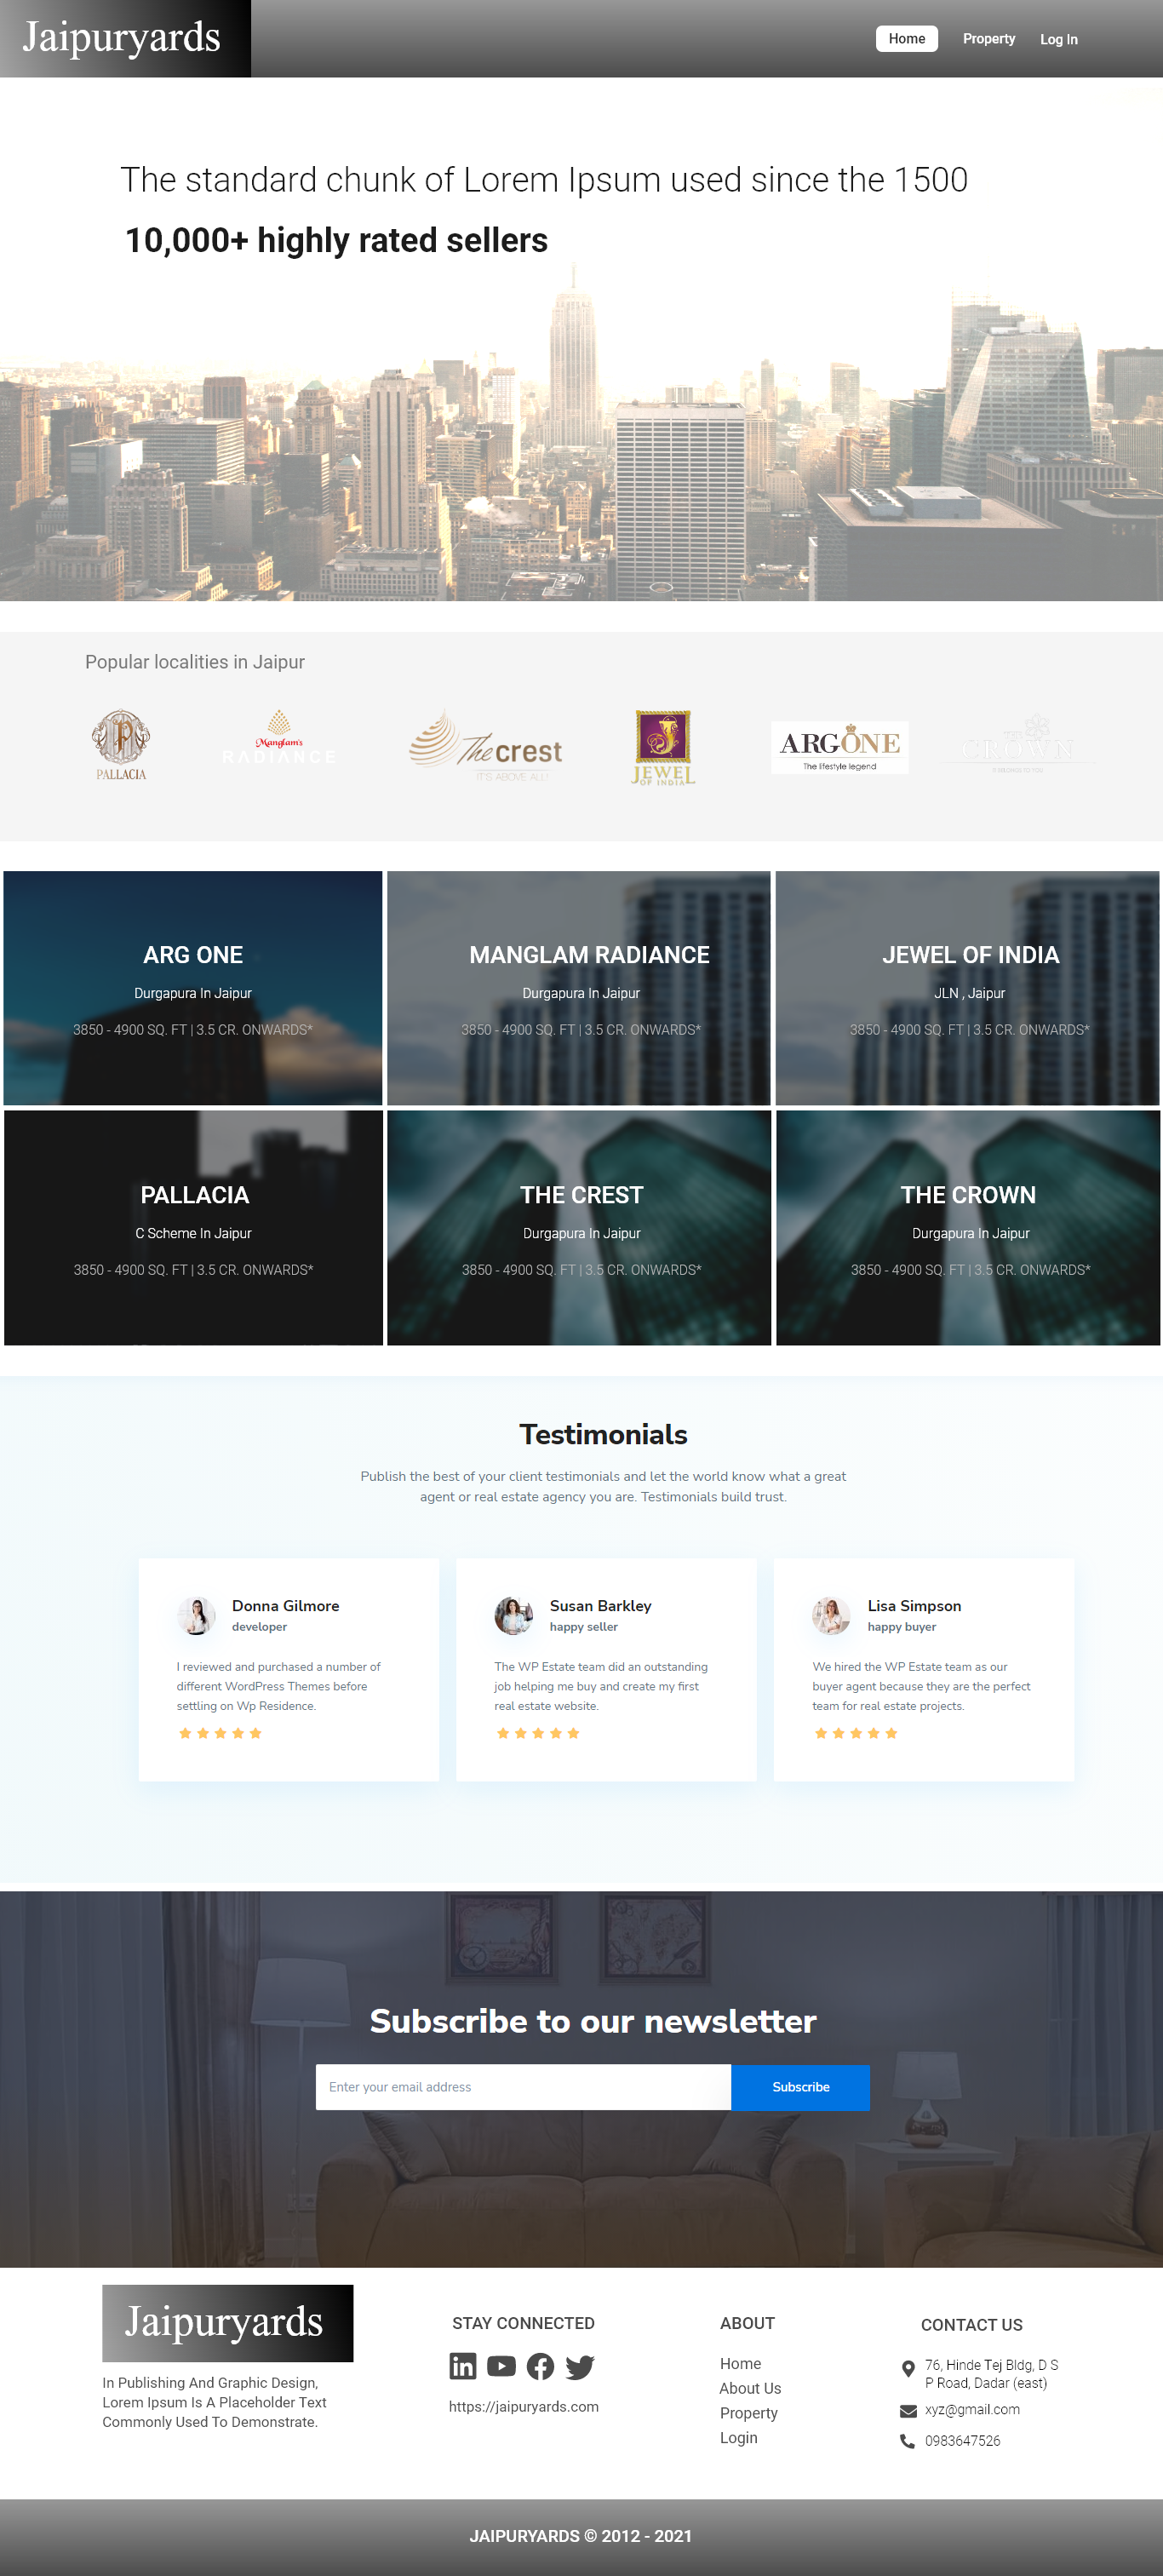 Jaipuryards
Home Property Log In
The standard chunk of Lorem Ipsum used since the 1500
10,000+ highly rated sellers
Popular localities in Jaipur
P
PALLACIA
Manglam's
RADIANCE
The crest
IT'S ABOVE ALL!
J
JEWEL
OF INDIA
ARGONE
The lifestyle legend
THE
CROWN
ARG ONE
Durgapura In Jaipur
3850 - 4900 SQ. FT | 3.5 CR. ONWARDS*
MANGLAM RADIANCE
Durgapura In Jaipur
3850 - 4900 SQ. FT | 3.5 CR. ONWARDS*
JEWEL OF INDIA
JLN , Jaipur
3850 - 4900 SQ. FT | 3.5 CR. ONWARDS*
PALLACIA
C Scheme In Jaipur
3850 - 4900 SQ. FT | 3.5 CR. ONWARDS*
THE CREST
Durgapura In Jaipur
3850 - 4900 SQ. FT | 3.5 CR. ONWARDS*
THE CROWN
Durgapura In Jaipur
3850 - 4900 SQ. FT | 3.5 CR. ONWARDS*
Testimonials
Publish the best of your client testimonials and let the world know what a great
agent or real estate agency you are. Testimonials build trust.
Donna Gilmore
developer
I reviewed and purchased a number of
different WordPress Themes before
settling on Wp Residence.
Susan Barkley
happy seller
The WP Estate team did an outstanding
job helping me buy and create my first
real estate website.
Lisa Simpson
happy buyer
We hired the WP Estate team as our
buyer agent because they are the perfect
team for real estate projects.
Subscribe to our newsletter
Enter your email address
Subscribe
Jaipuryards
In Publishing And Graphic Design,
Lorem Ipsum Is A Placeholder Text
Commonly Used To Demonstrate.
STAY CONNECTED
https://jaipuryards.com
ABOUT
Home
About Us
Property
Login
CONTACT US
76, Hinde Tej Bldg, D S
P Road, Dadar (east)
xyz@gmail.com
0983647526
JAIPURYARDS © 2012 - 2021